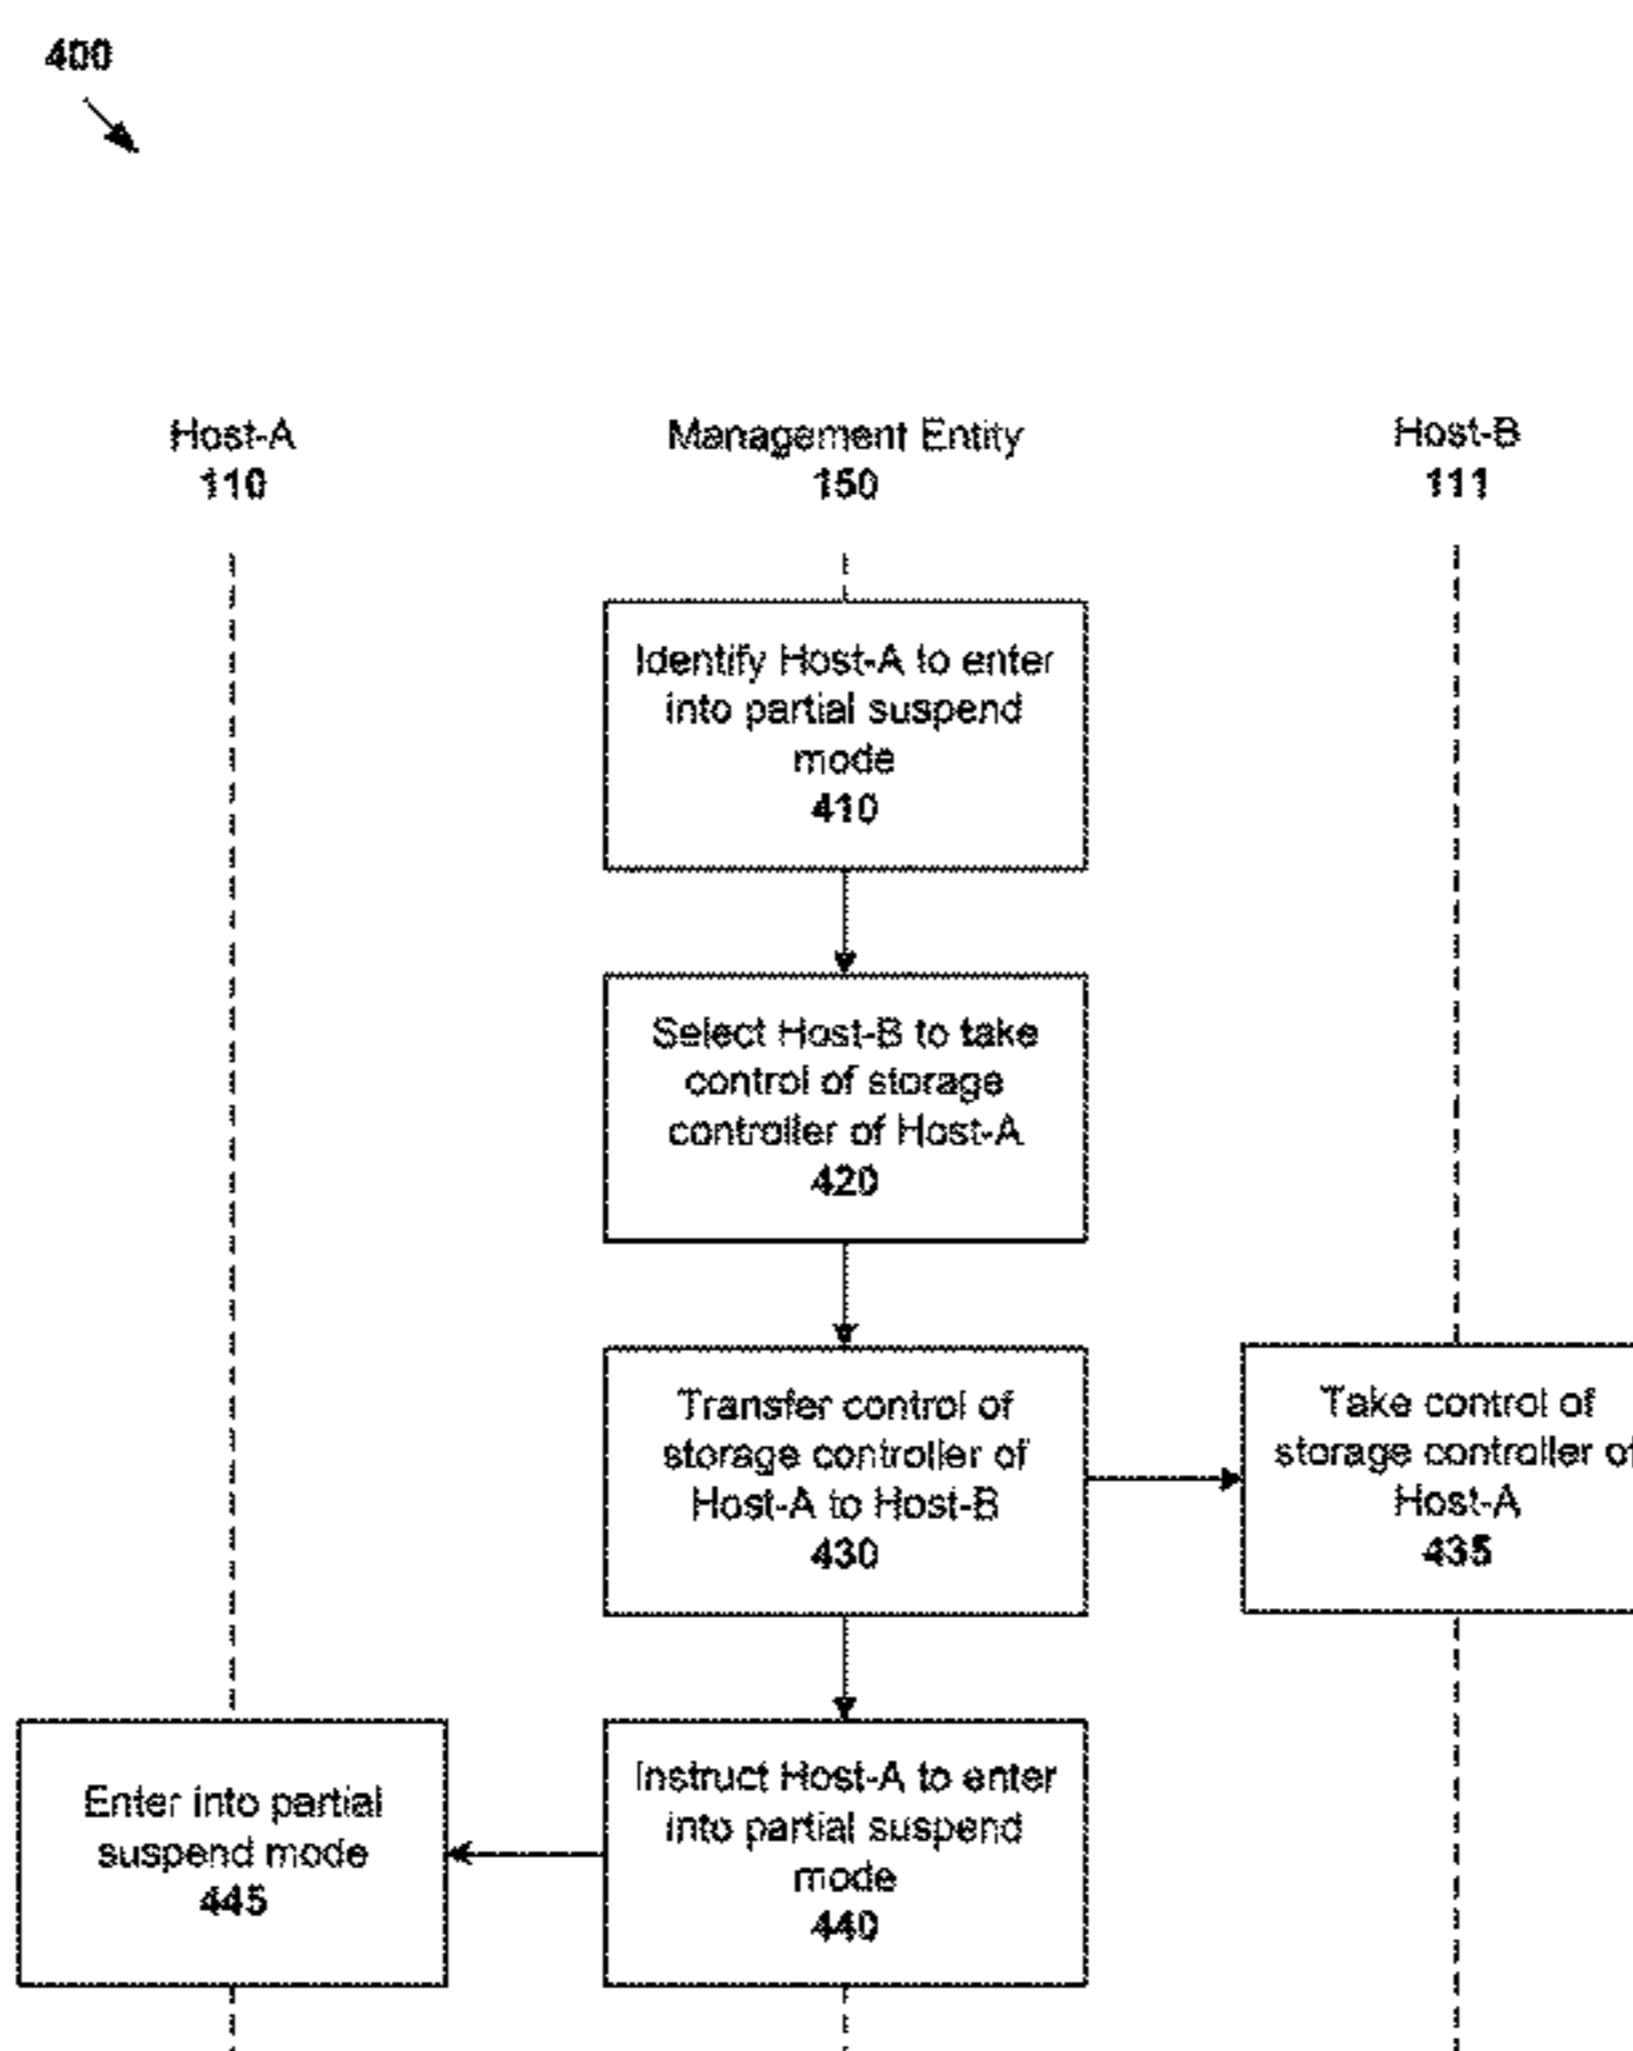 400
Host-A
110
Management Entity
150
Host-B
111
Identify Host-A to enter
into partial suspend
mode
410
Select Host-B to take
control of storage
controller of Host-A
420
Transfer control of
storage controller of
Host-A to Host-B
430
Take control of
storage controller of
Host-A
435
Enter into partial
suspend mode
445
Instruct Host-A to enter
into partial suspend
mode
440